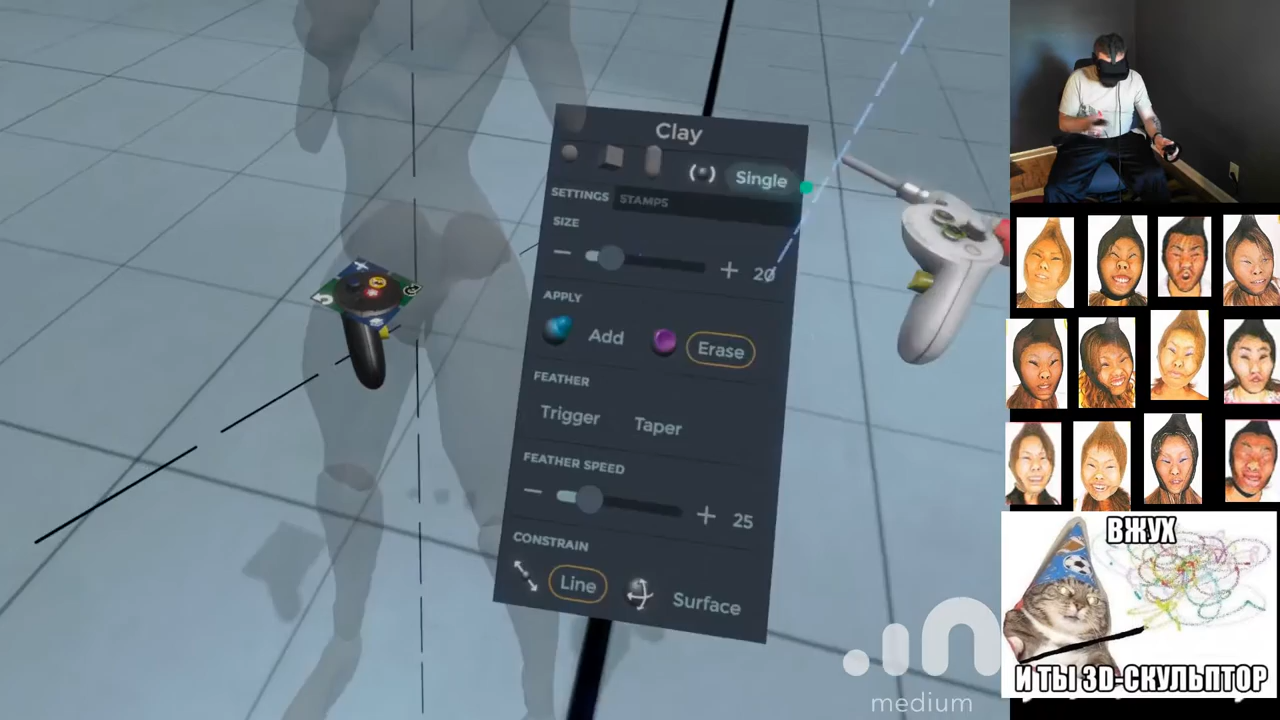 Clay
Single
SETTINGS STAMPS
SIZE
20
APPLY
Add Erase
FEATHER
Trigger Taper
FEATHER SPEED
25
CONSTRAIN
Line Surface
medium
ВЖУХ
И ТЫ 3D-СКУЛЬПТОР